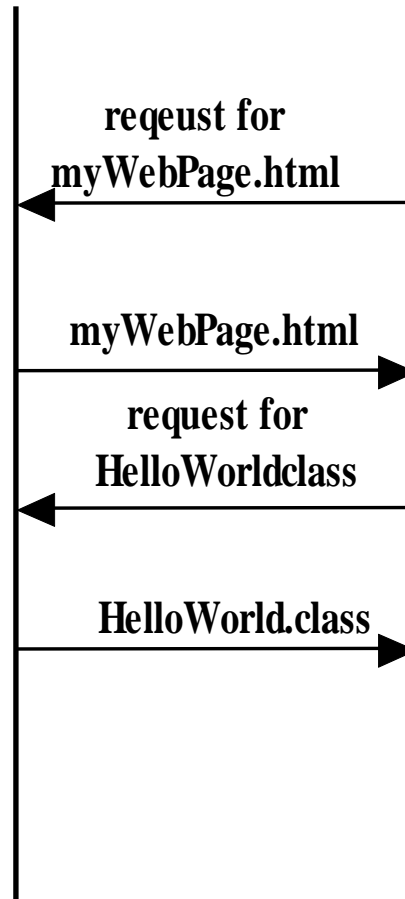 reqeust for
myWebPage.html
myWebPage.html
request for
HelloWorldclass
HelloWorld.class